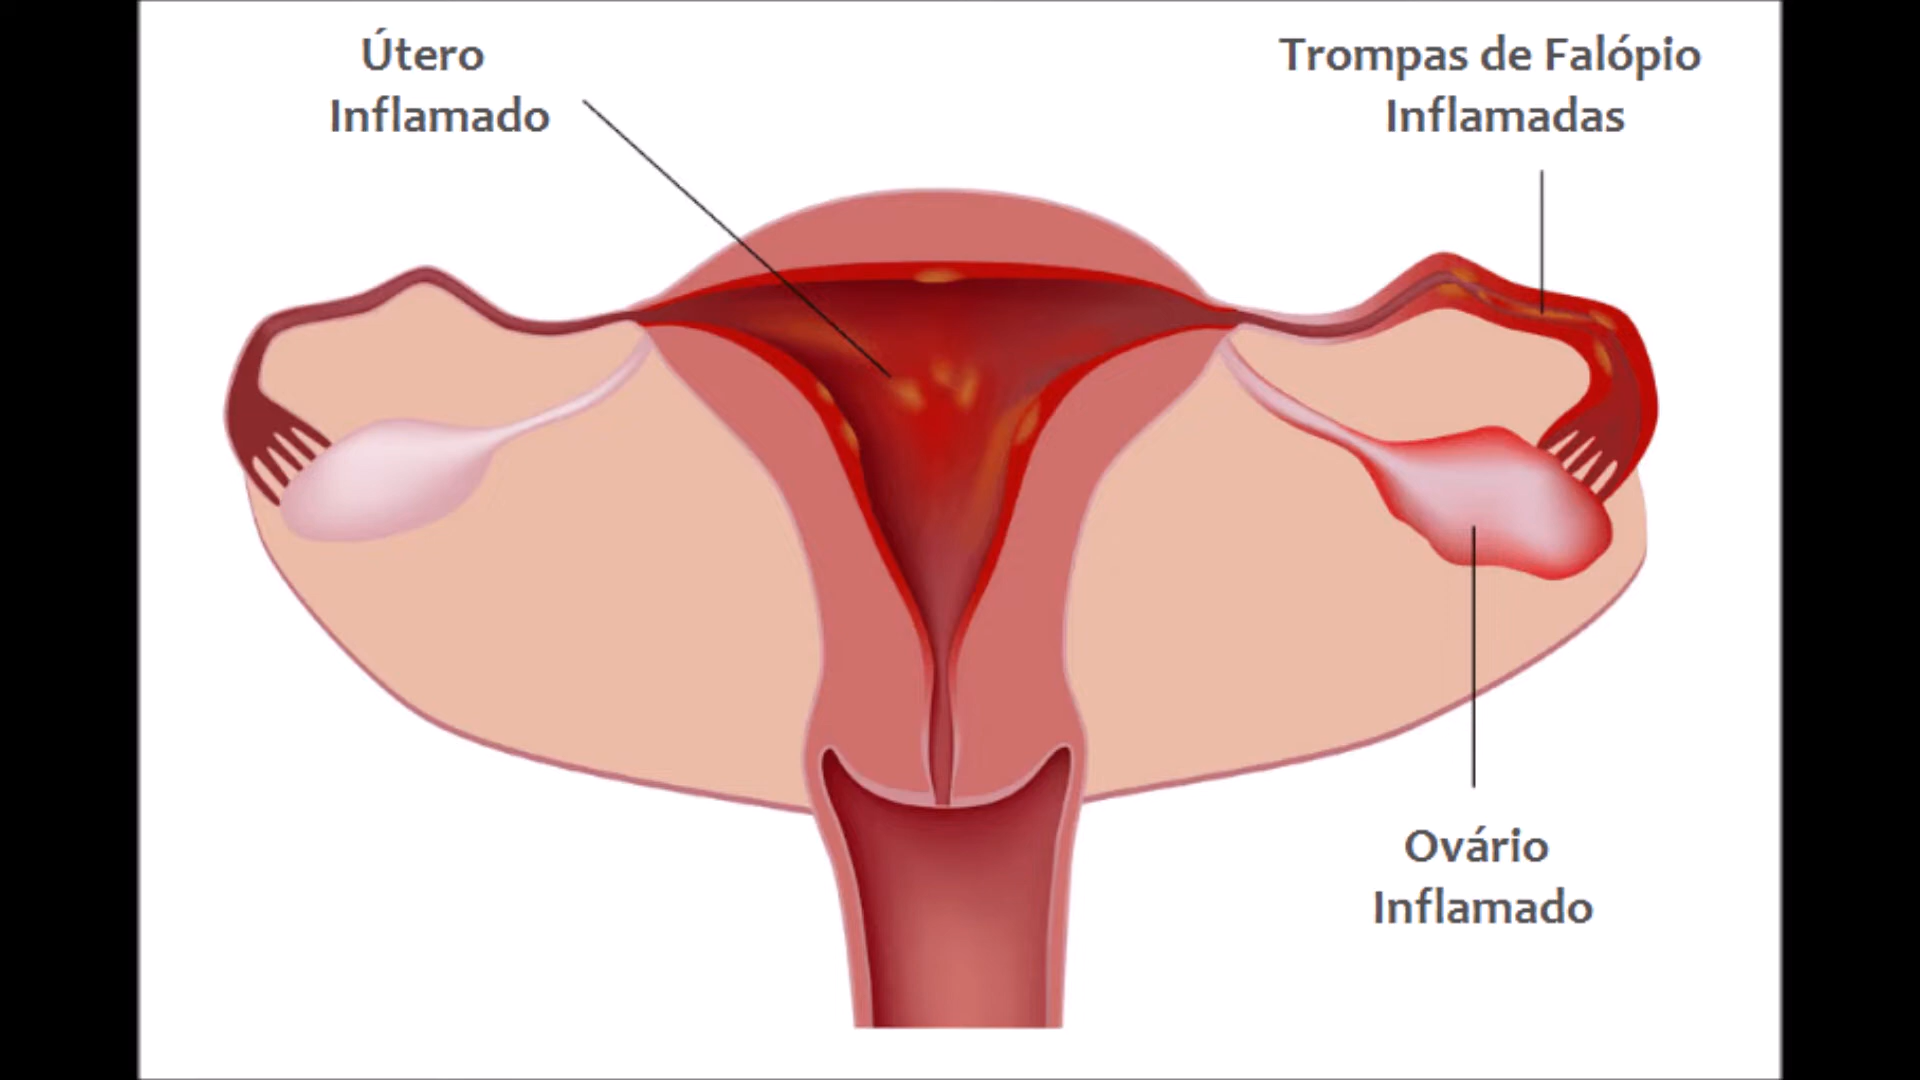 Útero
Inflamado
Trompas de Falópio
Inflamadas
Ovário
Inflamado